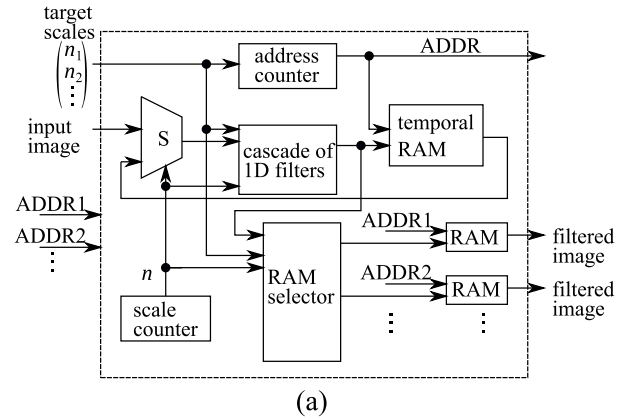 target
scales
n1
n2
⋮
input
image
ADDR1
ADDR2
⋮
address
counter
ADDR
S
cascade of
1D filters
temporal
RAM
n
scale
counter
RAM
selector
ADDR1
RAM
filtered
image
ADDR2
RAM
filtered
image
⋮
⋮
(a)